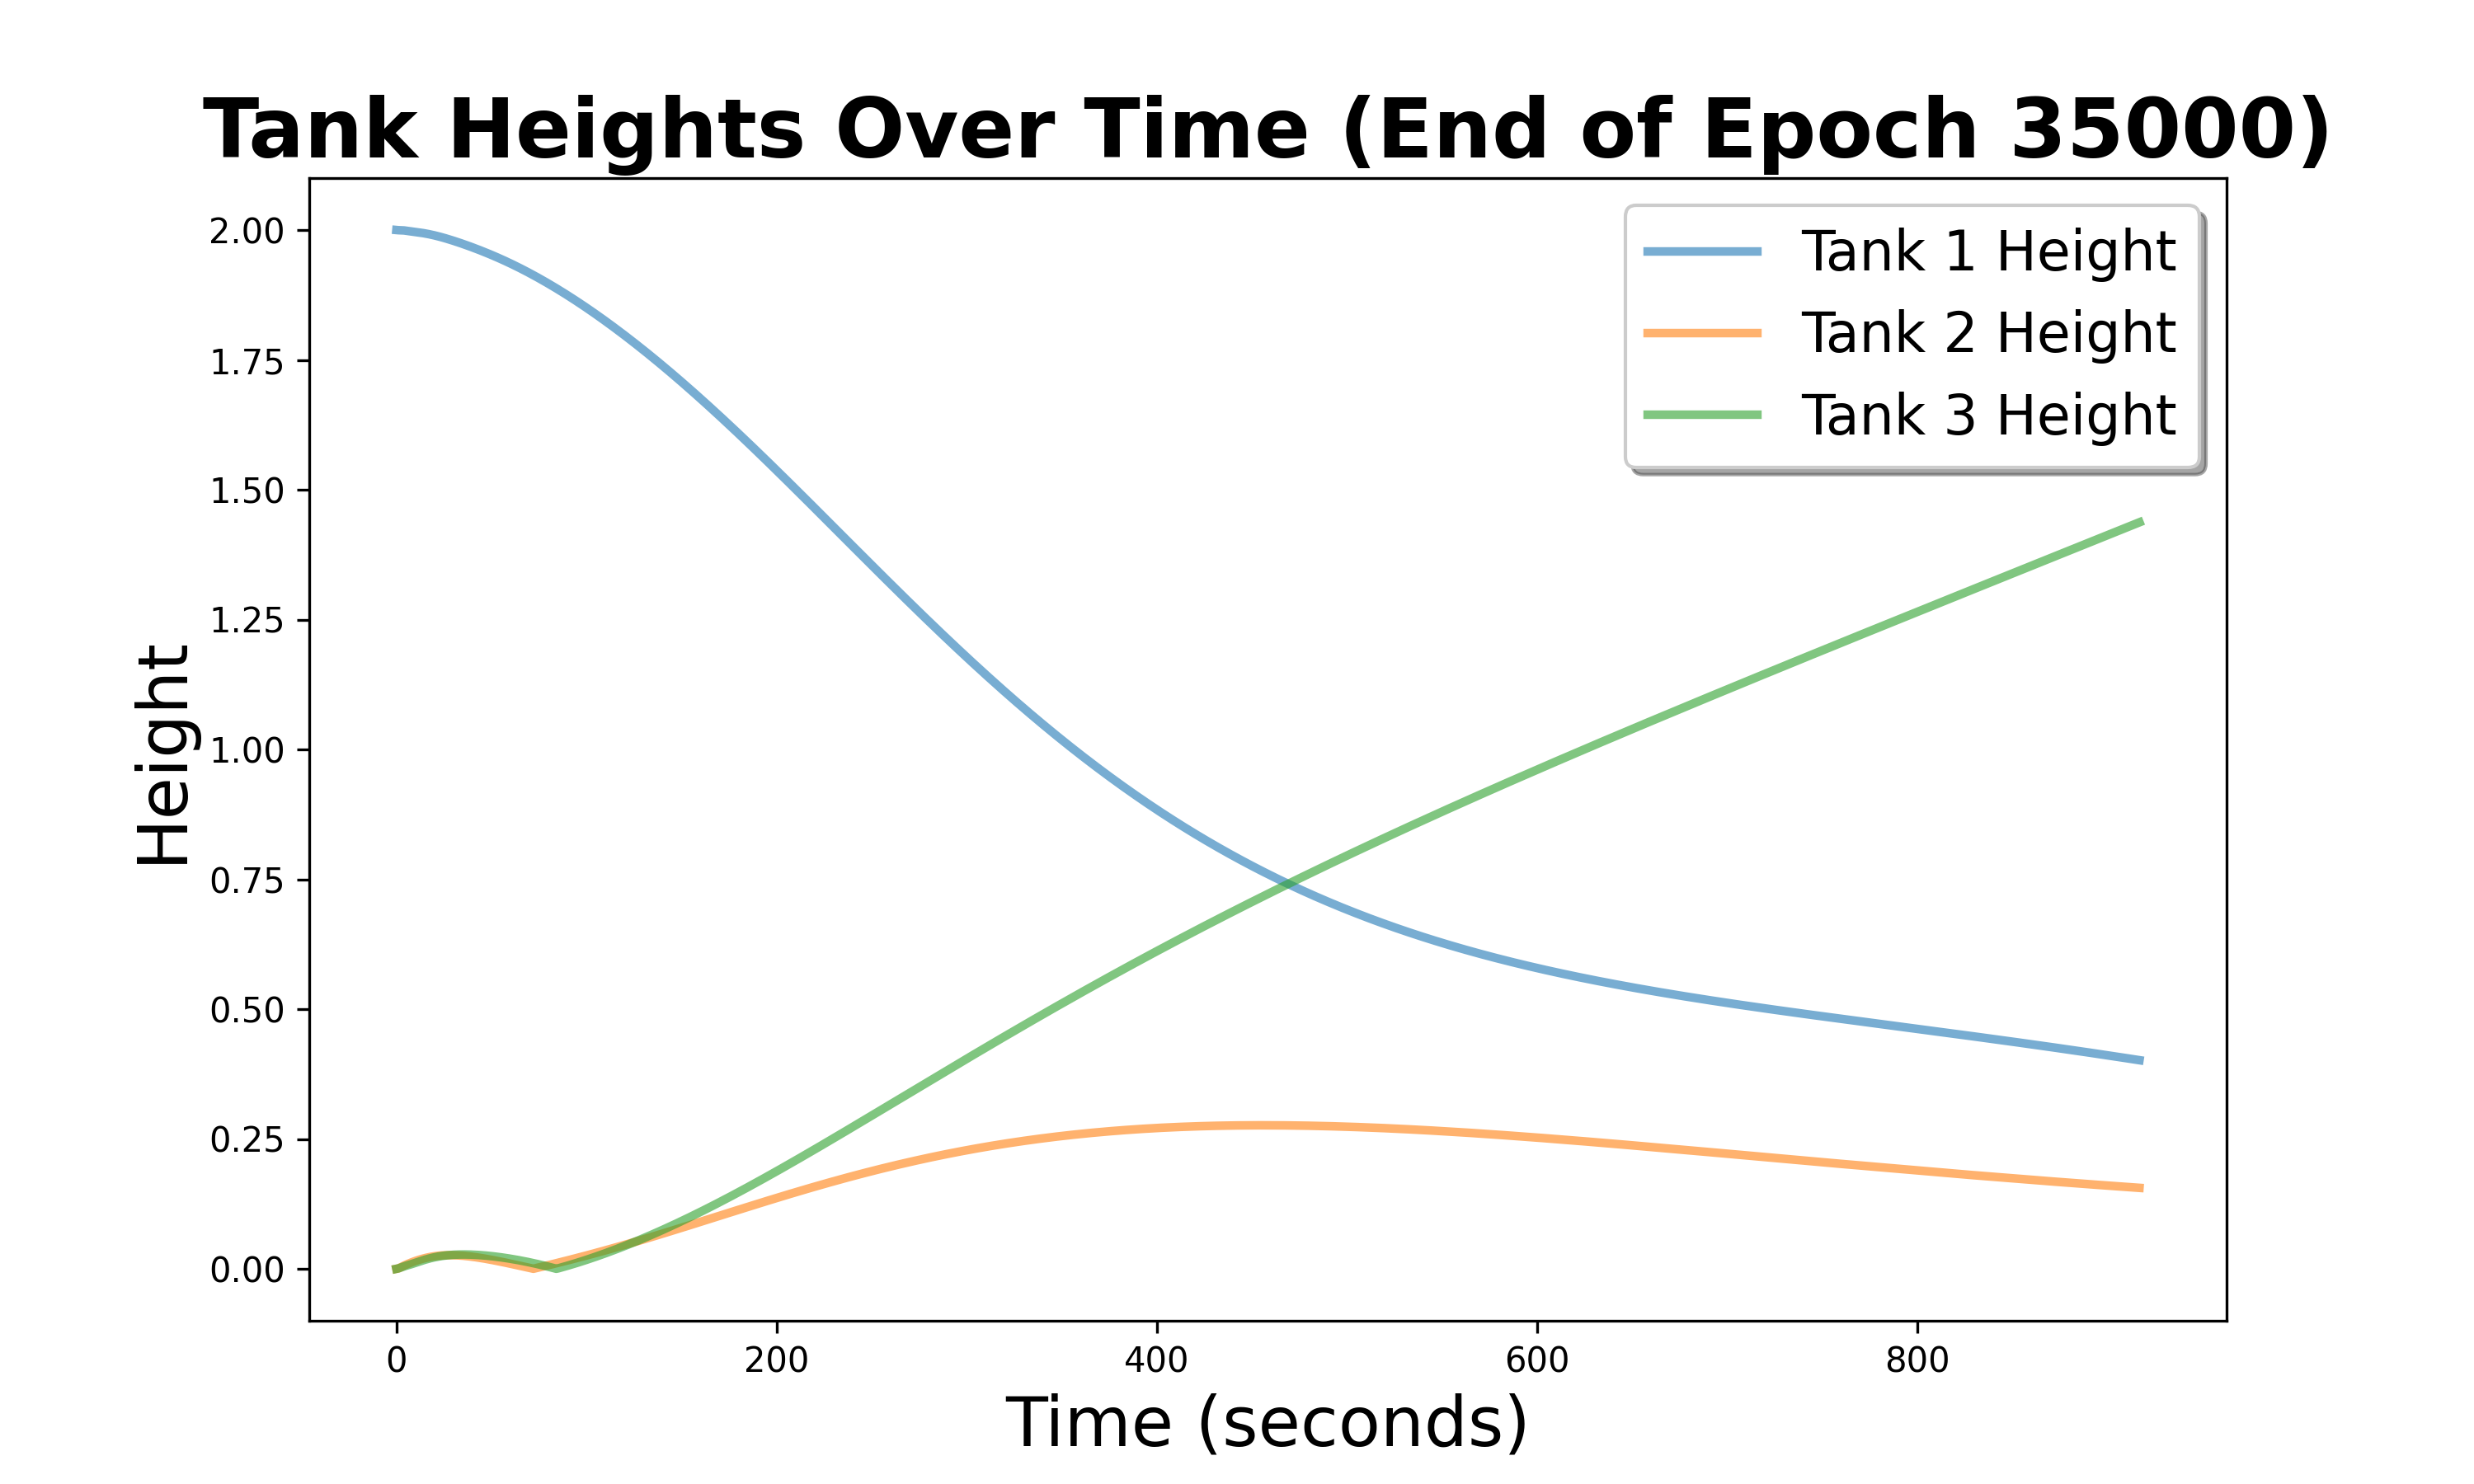 Tank Heights Over Time (End of Epoch 35000)
Tank 1 Height
Tank 2 Height
Tank 3 Height
Height
2.00
1.75
1.50
1.25
1.00
0.75
0.50
0.25
0.00
0 200 400 600 800
Time (seconds)